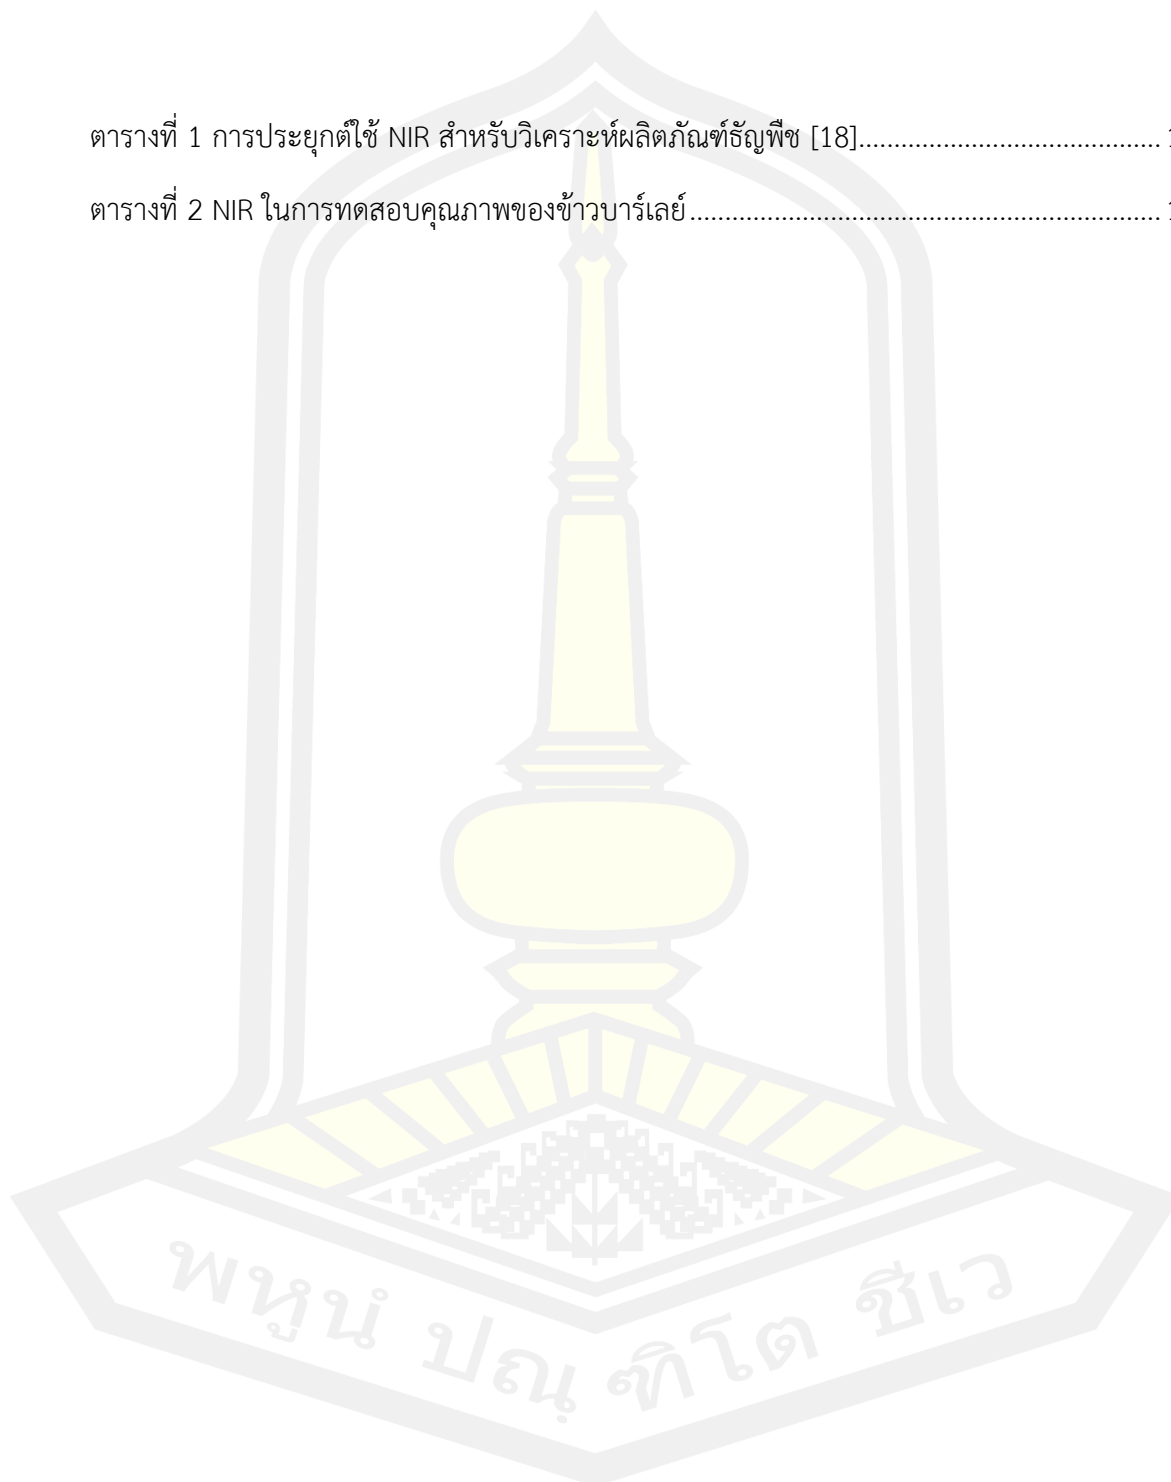 ตารางที่ 1 การประยุกต์ใช้ NIR สำหรับวิเคราะห์ผลิตภัณฑ์ธัญพืช [18]........................................... 1
ตารางที่ 2 NIR ในการทดสอบคุณภาพของข้าวบาร์เลย์................................................................... 1
พหูนํ ปณฺฑิโต ชีเว